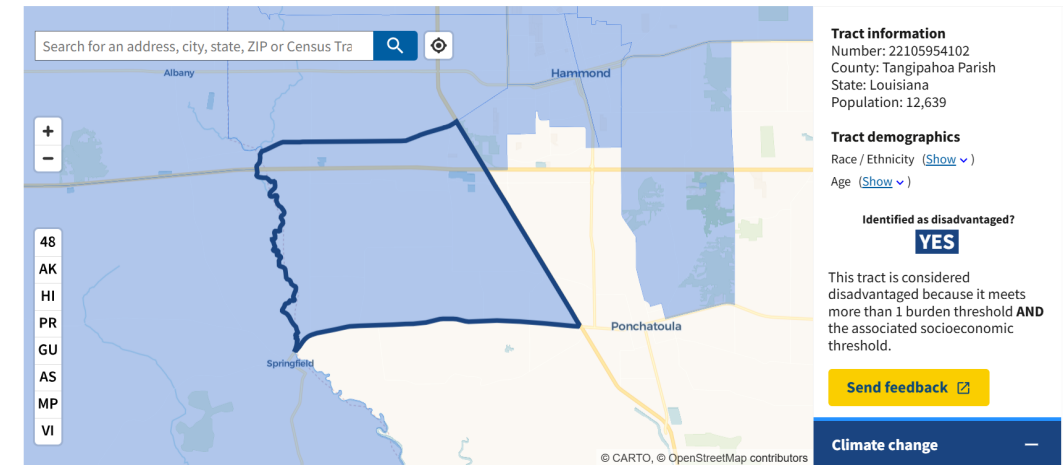 Search for an address, city, state, ZIP or Census Tra
Albany
Hammond
+
−
48
AK
HI
PR
GU
AS
MP
VI
Ponchatoula
Springfield
© CARTO, © OpenStreetMap contributors
Tract information
Number: 22105954102
County: Tangipahoa Parish
State: Louisiana
Population: 12,639
Tract demographics
Race / Ethnicity (Show)
Age (Show)
Identified as disadvantaged?
YES
This tract is considered
disadvantaged because it meets
more than 1 burden threshold AND
the associated socioeconomic
threshold.
Send feedback
Climate change −